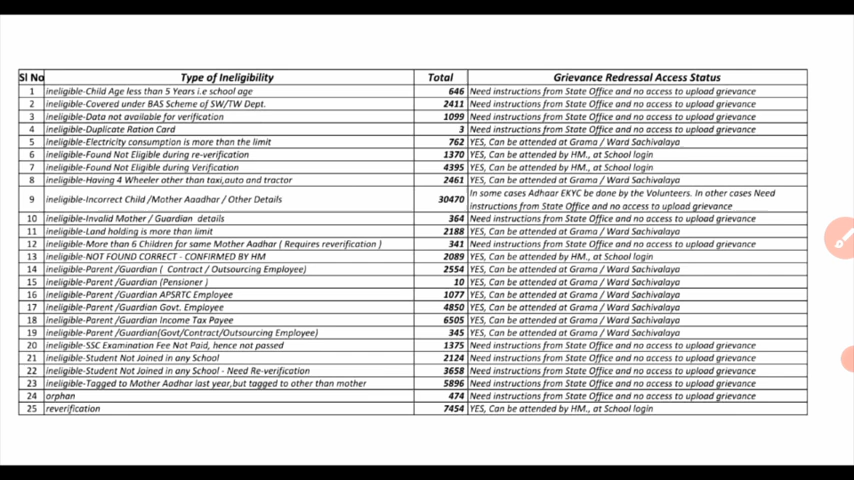 Sl No Type of Ineligibility Total Grievance Redressal Access Status
1 ineligible-Child Age less than 5 Years i.e school age 646 Need instructions from State Office and no access to upload grievance
2 ineligible-Covered under BAS Scheme of SW/TW Dept. 2411 Need instructions from State Office and no access to upload grievance
3 ineligible-Data not available for verification 1099 Need instructions from State Office and no access to upload grievance
4 ineligible-Duplicate Ration Card 3 Need instructions from State Office and no access to upload grievance
5 ineligible-Electricity consumption is more than the limit 762 YES, Can be attended at Grama / Ward Sachivalaya
6 ineligible-Found Not Eligible during re-verification 1370 YES, Can be attended by HM., at School login
7 ineligible-Found Not Eligible during Verification 4395 YES, Can be attended by HM., at School login
8 ineligible-Having 4 Wheeler other than taxi,auto and tractor 2461 YES, Can be attended at Grama / Ward Sachivalaya
9 ineligible-Incorrect Child /Mother Aaadhar / Other Details 30470 In some cases Adhaar EKYC be done by the Volunteers. In other cases Need
instructions from State Office and no access to upload grievance
10 ineligible-Invalid Mother / Guardian details 364 Need instructions from State Office and no access to upload grievance
11 ineligible-Land holding is more than limit 2188 YES, Can be attended at Grama / Ward Sachivalaya
12 ineligible-More than 6 Children for same Mother Aadhar ( Requires reverification ) 341 Need instructions from State Office and no access to upload grievance
13 ineligible-NOT FOUND CORRECT - CONFIRMED BY HM 2089 YES, Can be attended by HM., at School login
14 ineligible-Parent /Guardian ( Contract / Outsourcing Employee) 2554 YES, Can be attended at Grama / Ward Sachivalaya
15 ineligible-Parent /Guardian (Pensioner ) 10 YES, Can be attended at Grama / Ward Sachivalaya
16 ineligible-Parent /Guardian APSRTC Employee 1077 YES, Can be attended at Grama / Ward Sachivalaya
17 ineligible-Parent /Guardian Govt. Employee 4850 YES, Can be attended at Grama / Ward Sachivalaya
18 ineligible-Parent /Guardian Income Tax Payee 6505 YES, Can be attended at Grama / Ward Sachivalaya
19 ineligible-Parent /Guardian(Govt/Contract/Outsourcing Employee) 345 YES, Can be attended at Grama / Ward Sachivalaya
20 ineligible-SSC Examination Fee Not Paid, hence not passed 1375 Need instructions from State Office and no access to upload grievance
21 ineligible-Student Not Joined in any School 2124 Need instructions from State Office and no access to upload grievance
22 ineligible-Student Not Joined in any School - Need Re-verification 3658 Need instructions from State Office and no access to upload grievance
23 ineligible-Tagged to Mother Aadhar last year,but tagged to other than mother 5896 Need instructions from State Office and no access to upload grievance
24 orphan 474 Need instructions from State Office and no access to upload grievance
25 reverification 7454 YES, Can be attended by HM., at School login